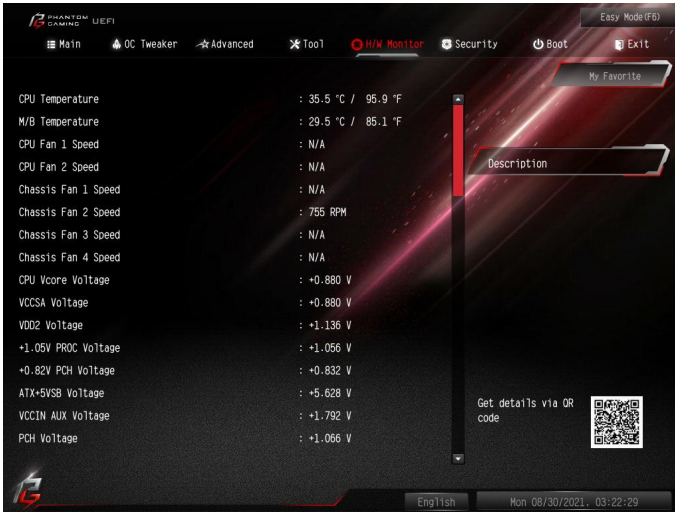 PHANTOM GAMING UEFI
Easy Mode(F6)
Main OC Tweaker Advanced Tool H/W Monitor Security Boot Exit
My Favorite
CPU Temperature : 35.5 °C / 95.9 °F
M/B Temperature : 29.5 °C / 85.1 °F
CPU Fan 1 Speed : N/A
CPU Fan 2 Speed : N/A
Description
Chassis Fan 1 Speed : N/A
Chassis Fan 2 Speed : 755 RPM
Chassis Fan 3 Speed : N/A
Chassis Fan 4 Speed : N/A
CPU Vcore Voltage : +0.880 V
VCCSA Voltage : +0.880 V
VDD2 Voltage : +1.136 V
+1.05V PROC Voltage : +1.056 V
+0.82V PCH Voltage : +0.832 V
ATX+5VSB Voltage : +5.628 V
VCCIN AUX Voltage : +1.792 V
PCH Voltage : +1.066 V
Get details via QR
code
English
Mon 08/30/2021. 03:22:29